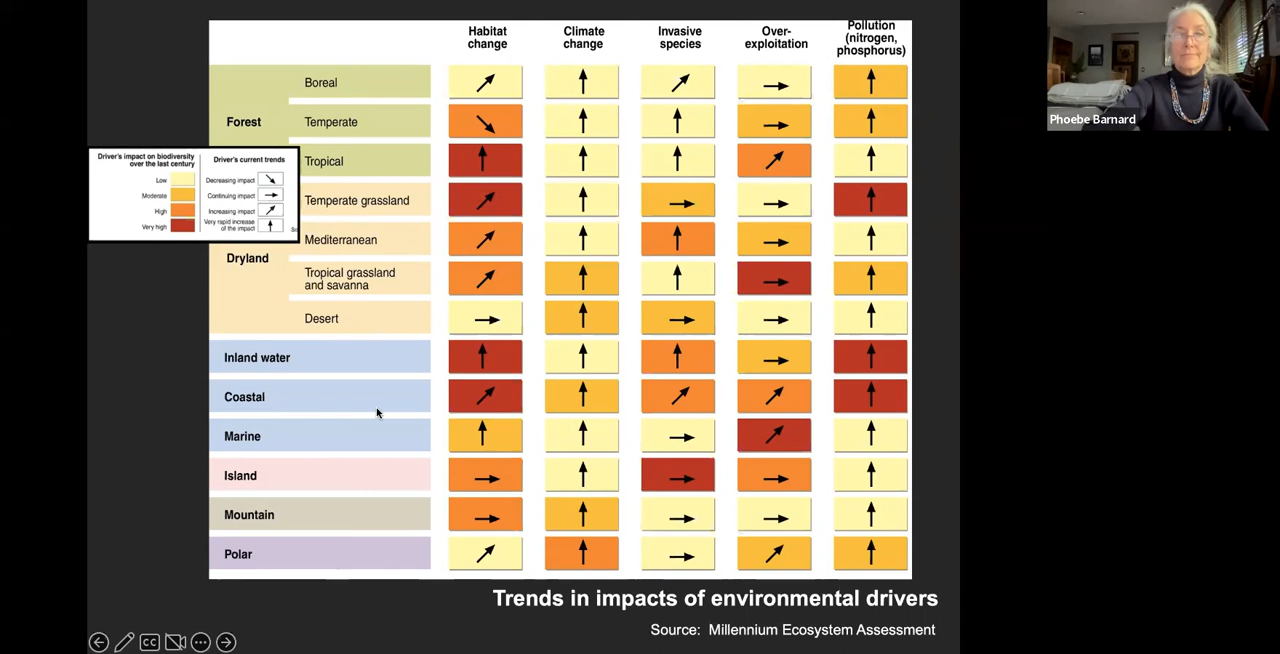 Habitat
change
Climate
change
Invasive
species
Over-
exploitation
Pollution
(nitrogen,
phosphorus)
Forest
Boreal
Temperate
Tropical
Driver's impact on biodiversity
over the last century
Low
Moderate
High
Very high
Driver's current trends
Decreasing impact
Continuing impact
Increasing impact
Very rapid increase
of the impact
Dryland
Temperate grassland
Mediterranean
Tropical grassland
and savanna
Desert
Inland water
Coastal
Marine
Island
Mountain
Polar
Trends in impacts of environmental drivers
Source: Millennium Ecosystem Assessment
CC
Phoebe Barnard